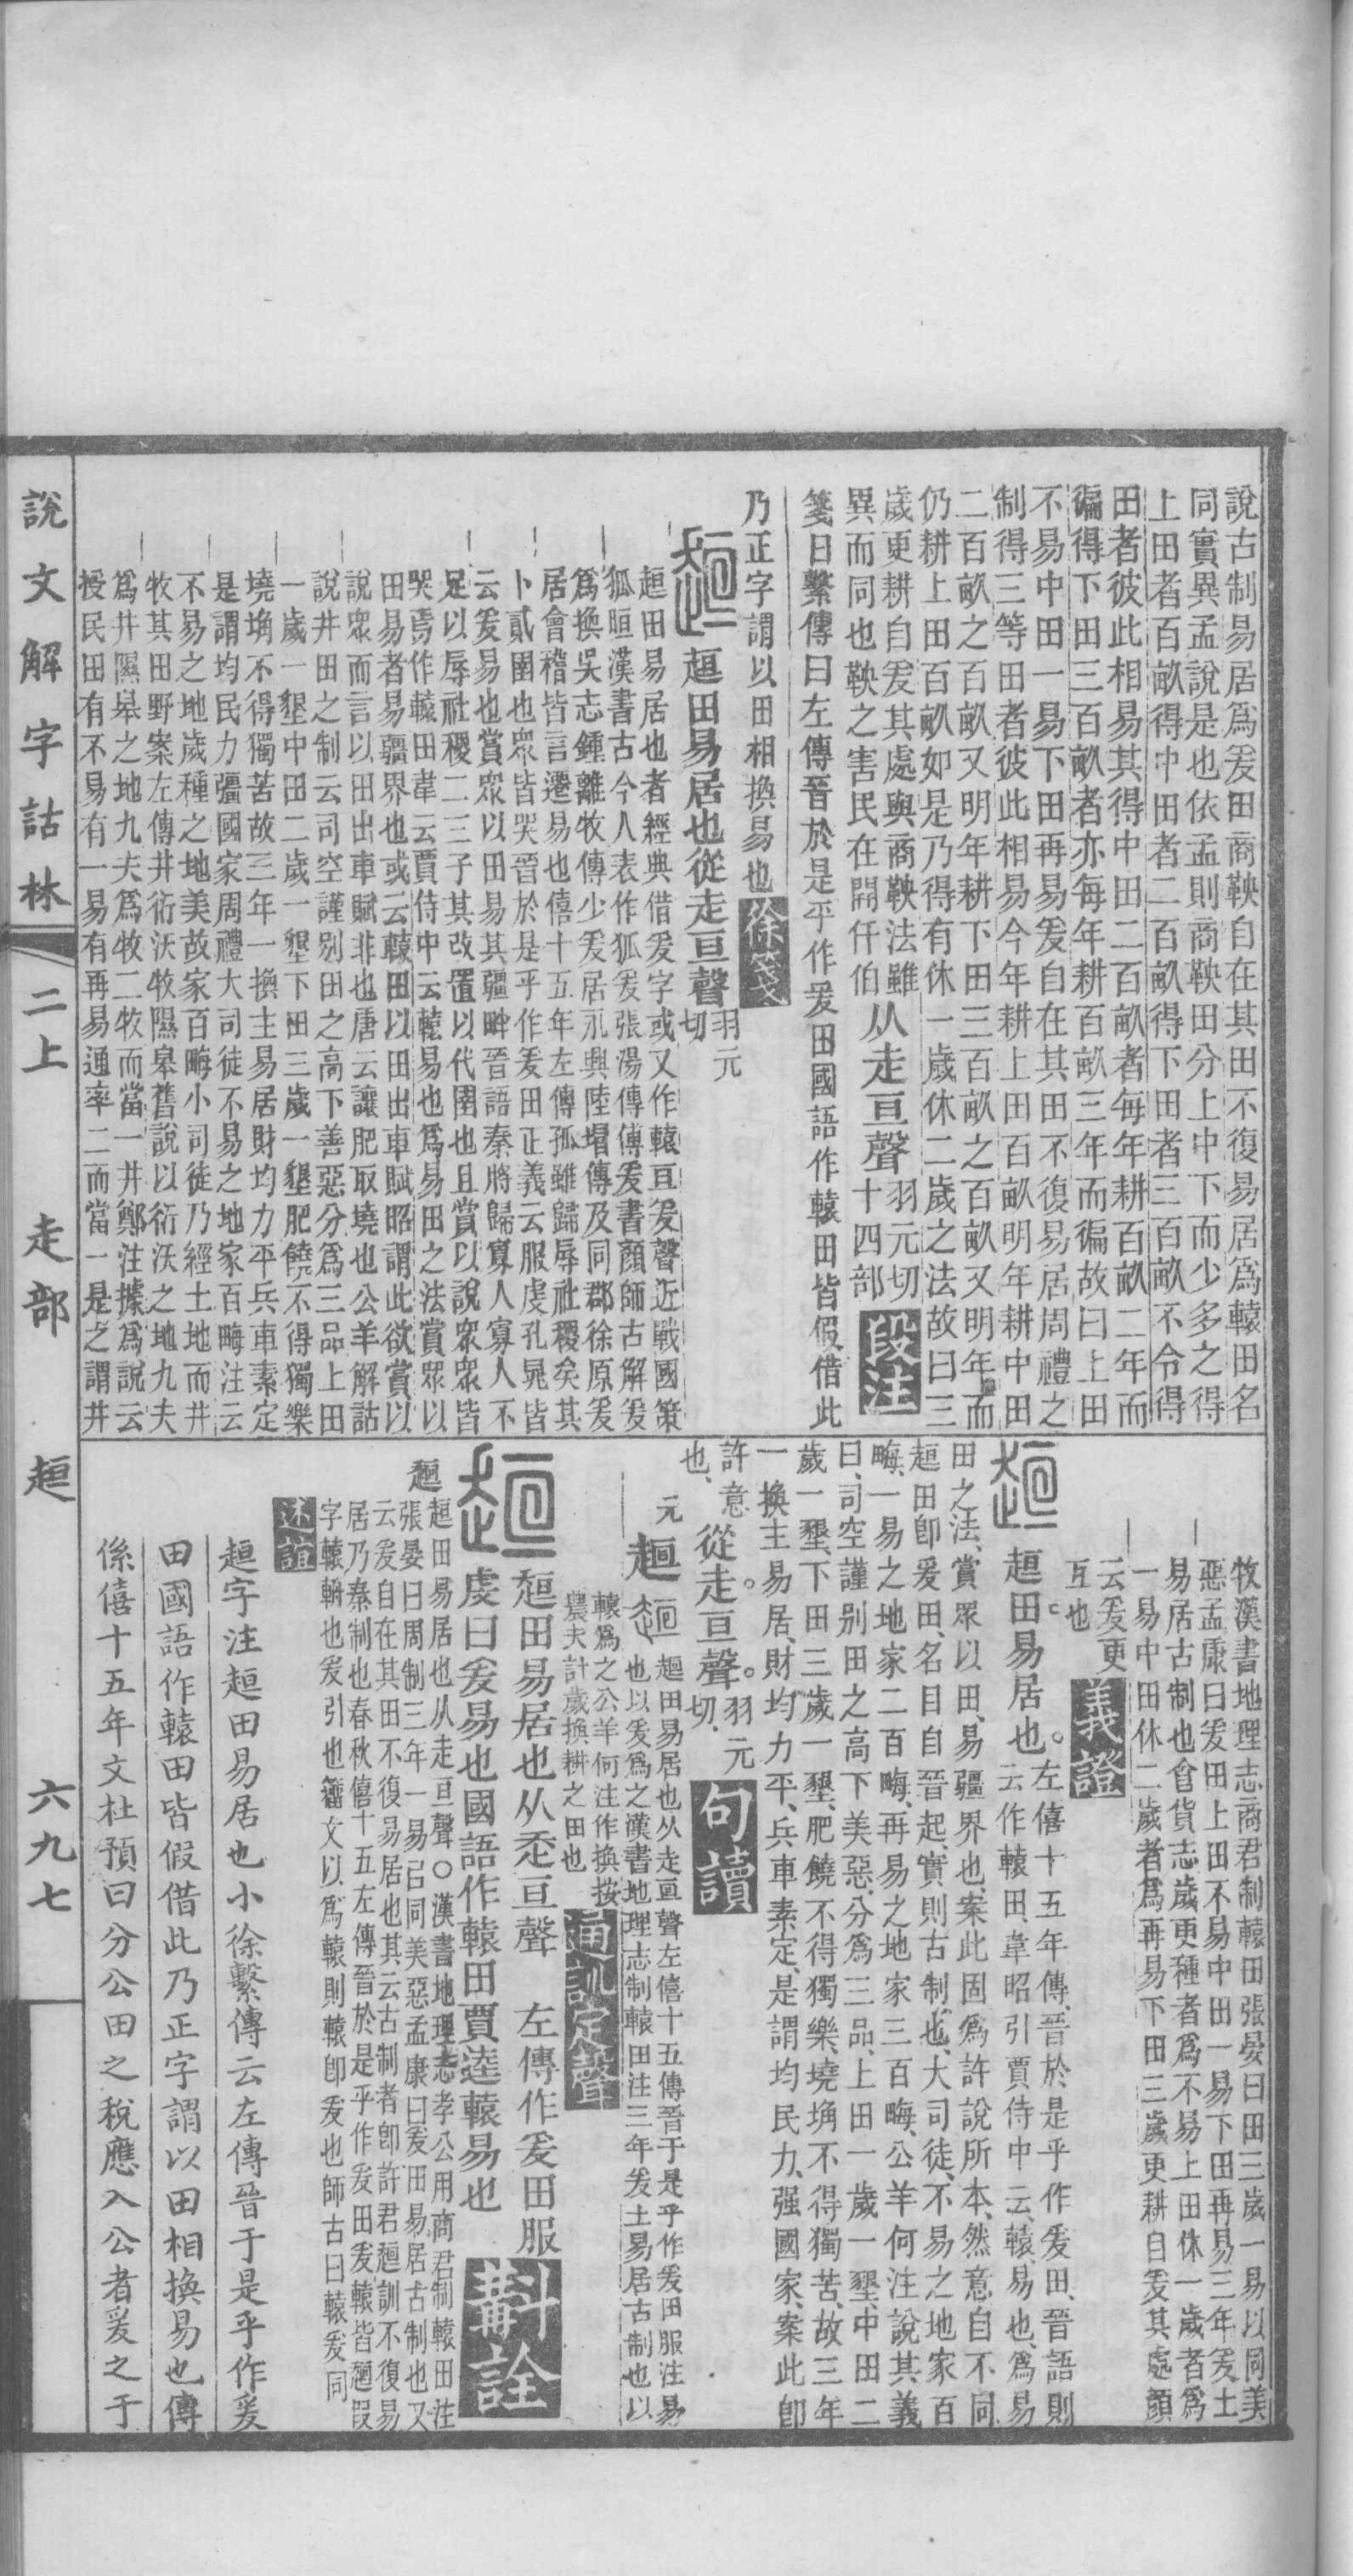 說古制易居爲爰田商鞅自在其田不復易居爲轅田名
同實異孟說是也依孟則商鞅田分上中下而少多之得
上田者百畝得中田者二百畝得下田者三百畝不令得
田者彼此相易其得中田二百畝者每年耕百畝二年而
徧得下田三百畝者亦每年耕百畝三年而徧故曰上田
不易中田一易下田再易爰自在其田不復易居周禮之
制得三等田者彼此相易今年耕上田百畝明年耕中田
二百畝之百畝又明年耕下田三百畝之百畝又明年而
仍耕上田百畝如是乃得有休一歲休二歲之法故曰三
歲更耕自爰其處與商鞅法雖
異而同也鞅之害民在開仟伯从走亘聲羽元切十四部段注
箋曰繫傳曰左傳晉於是乎作爰田國語作轅田皆假借此
乃正字謂以田相換易也徐箋
趄田易居也從走亘聲羽元切
趄田易居也者經典借爰字或又作轅亘爰聲近戰國策
狐晅漢書古今人表作狐爰張湯傳傅爰書顏師古解爰
爲換吳志鍾離牧傳少爰居永興陸瑁傳及同郡徐原爰
居會稽皆言遷易也僖十五年左傳孤雖歸辱社稷矣其
卜貳圉也眾皆哭晉於是乎作爰田正義云服虔孔晁皆
云爰易也賞眾以田易其疆畔晉語秦將歸寡人寡人不
足以辱社稷二三子其改置以代圉也且賞以說眾眾皆
哭焉作轅田韋云賈侍中云轅易也爲易田之法賞眾以
田易者易疆界也或云轅田以田出車賦昭謂此欲賞以
說眾而言以田出車賦非也唐云讓肥取墝也公羊解詁
說井田之制云司空謹別田之高下善惡分爲三品上田
一歲一墾中田二歲一墾下田三歲一墾肥饒不得獨樂
墝埆不得獨苦故三年一換主易居財均力平兵車素定
是謂均民力彊國家周禮大司徒不易之地家百畮注云
不易之地歲種之地美故家百畮小司徒乃經土地而井
牧其田野案左傳井衍沃牧隰皋舊說以衍沃之地九夫
爲井隰皋之地九夫爲牧二牧而當一井鄭注據爲說云
授民田有不易有一易有再易通率二而當一是之謂井
牧漢書地理志商君制轅田張晏曰田三歲一易以同美
惡孟康曰爰田上田不易中田一易下田再易三年爰土
易居古制也食貨志歲更種者爲不易上田休一歲者爲
一易中田休二歲者爲再易下田三歲更耕自爰其處顏
云爰更
互也義證
趄田易居也。左僖十五年傳、晉於是乎作爰田、晉語則
云作轅田、韋昭引賈侍中云、轅、易也、爲易
田之法、賞眾以田、易疆界也、案此固爲許說所本、然意自不同
趄田卽爰田、名目自晉起、實則古制也、大司徒、不易之地家百
畮、一易之地家二百畮、再易之地家三百畮、公羊何注說其義
曰、司空謹別田之高下美惡、分爲三品、上田一歲一墾、中田二
歲一墾、下田三歲一墾、肥饒不得獨樂、墝埆不得獨苦、故三年
一換主易居、財均力平、兵車素定、是謂均民力、强國家、案此卽
許意
也、從走。亘聲。羽元切、句讀
元
趄 趄田易居也从走亘聲左僖十五傳晉于是乎作爰田服注易
也以爰爲之漢書地理志制轅田注三年爰土易居古制也以
轅爲之公羊何注作換按
農夫計歲換耕之田也通訓定聲
趄田易居也从走亘聲 左傳作爰田服
虔曰爰易也國語作轅田賈逵轅易也斠詮
趄田易居也从走亘聲○漢書地理志孝公用商君制轅田注
張晏曰周制三年一易已同美惡孟康曰爰田易居古制也又
云爰自在其田不復易居也其云古制者卽許君訓不復易
居乃秦制也春秋僖十五左傳晉於是乎作爰田爰轅皆假
字轅輈也爰引也籀文以爲轅則轅卽爰也師古曰轅爰同
述誼
趄字注趄田易居也小徐繫傳云左傳晉于是乎作爰
田國語作轅田皆假借此乃正字謂以田相換易也傳
係僖十五年文杜預曰分公田之稅應入公者爰之于
說文解字詁林 二上 走部 趄 六九七